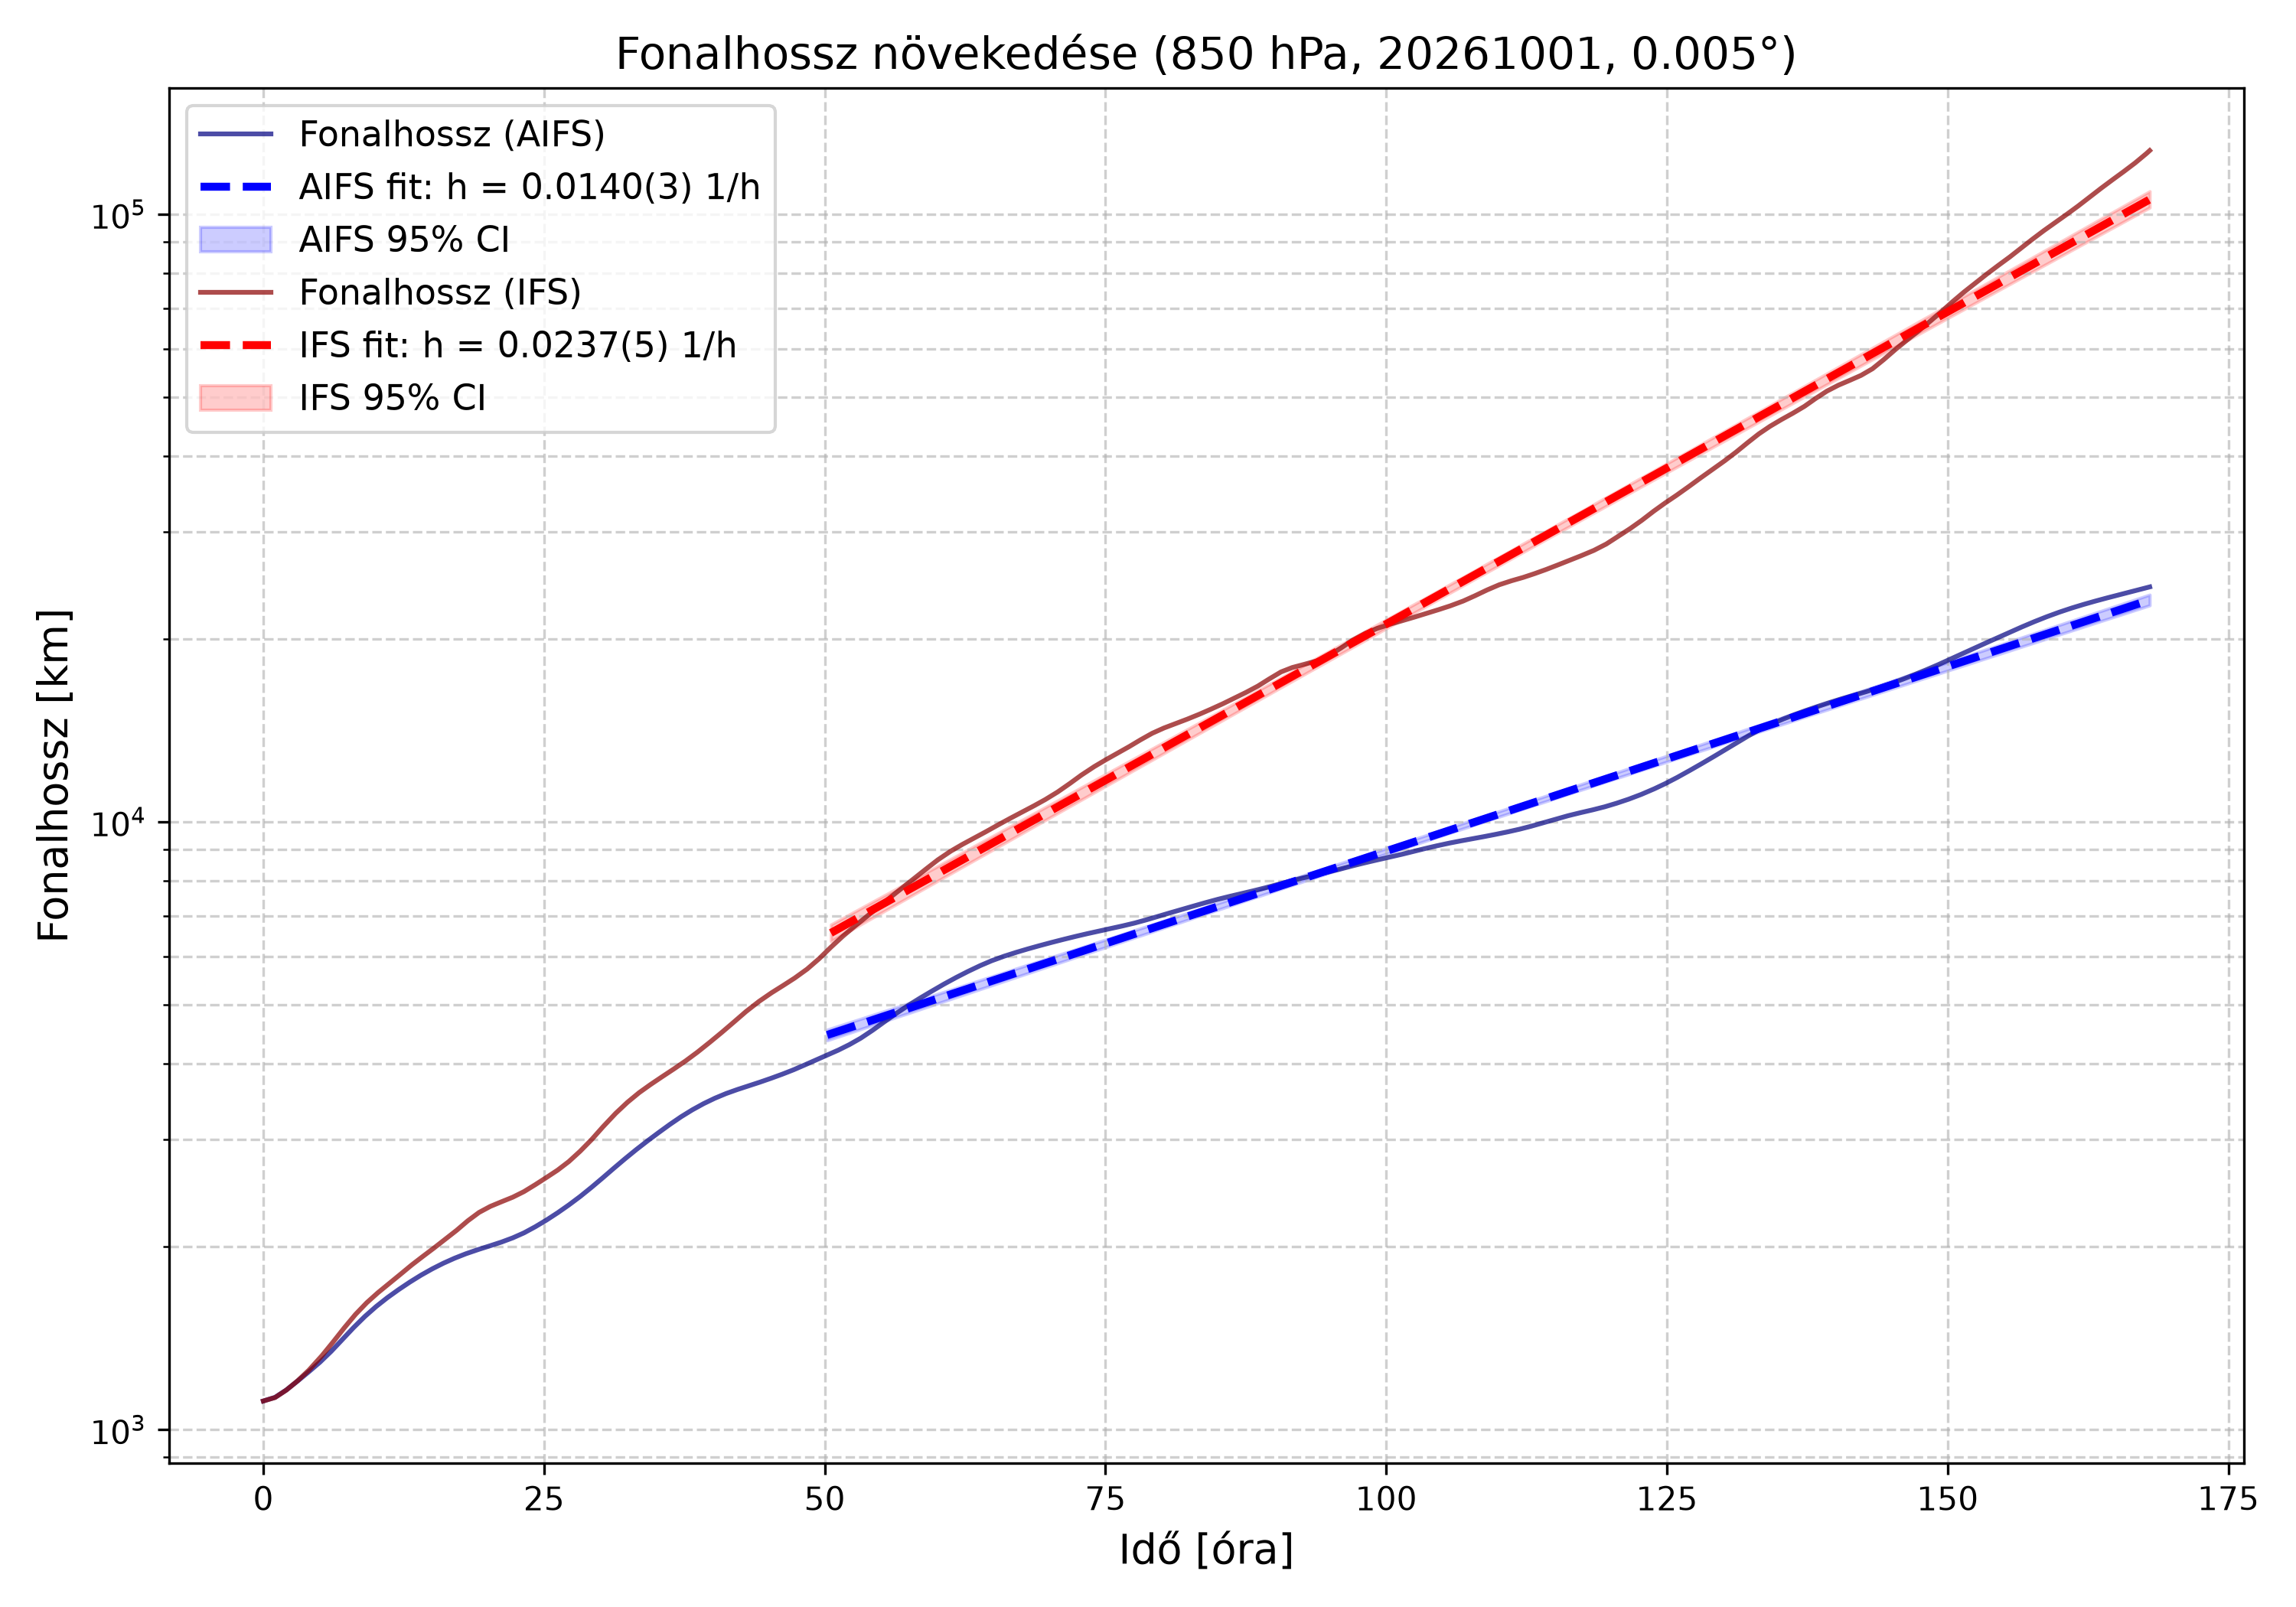 Fonalhossz növekedése (850 hPa, 20261001, 0.005°)
Fonalhossz (AIFS)
AIFS fit: h = 0.0140(3) 1/h
AIFS 95% CI
Fonalhossz (IFS)
IFS fit: h = 0.0237(5) 1/h
IFS 95% CI
Fonalhossz [km]
10⁵
10⁴
10³
0 25 50 75 100 125 150 175
Idő [óra]